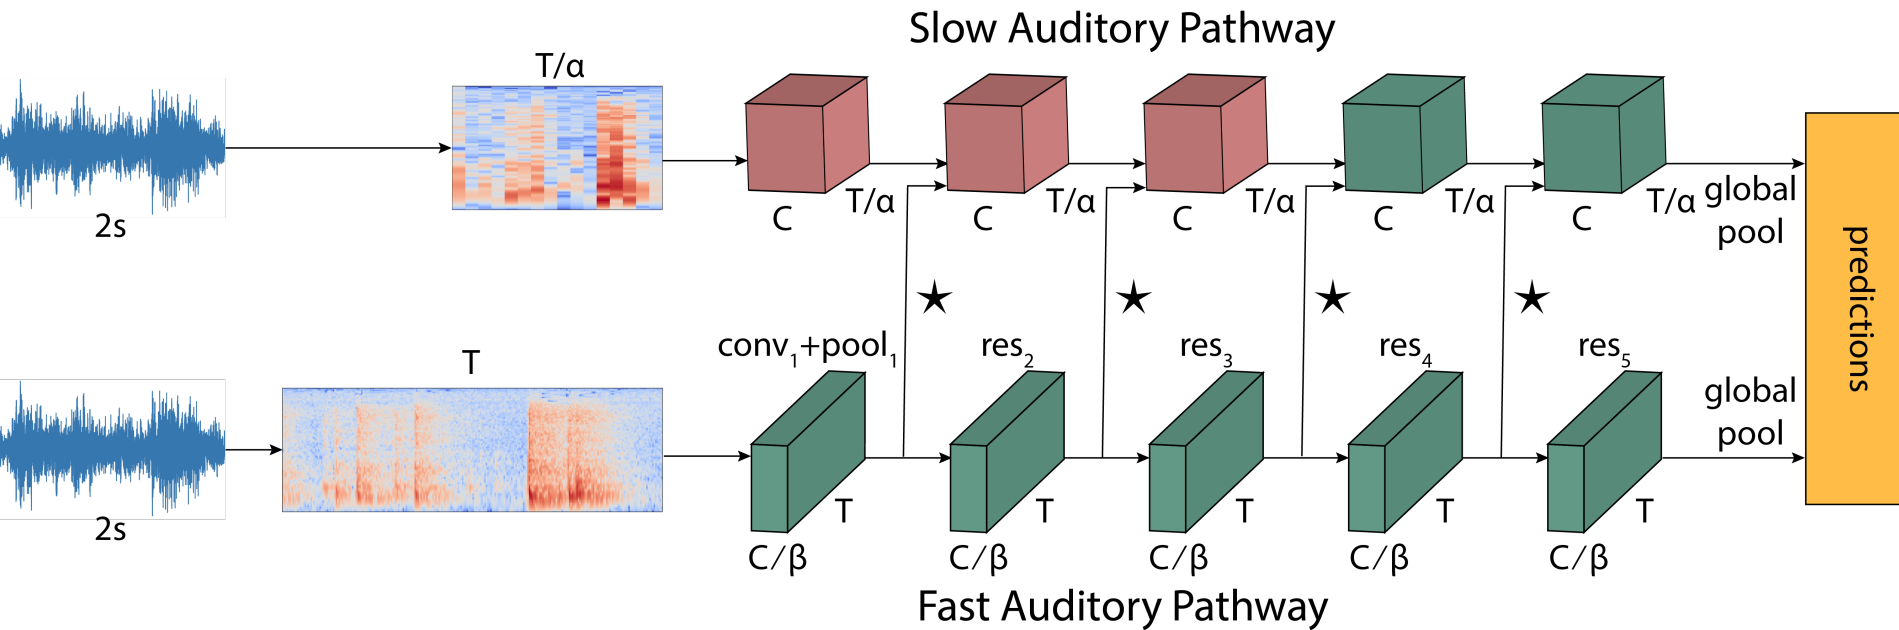 Slow Auditory Pathway
T/α
2s
C
T/α
C
T/α
C
T/α
C
T/α
C
T/α
global
pool
predictions
T
2s
conv1+pool1
res2
res3
res4
res5
global
pool
T
T
T
T
T
C/β
C/β
C/β
C/β
C/β
Fast Auditory Pathway